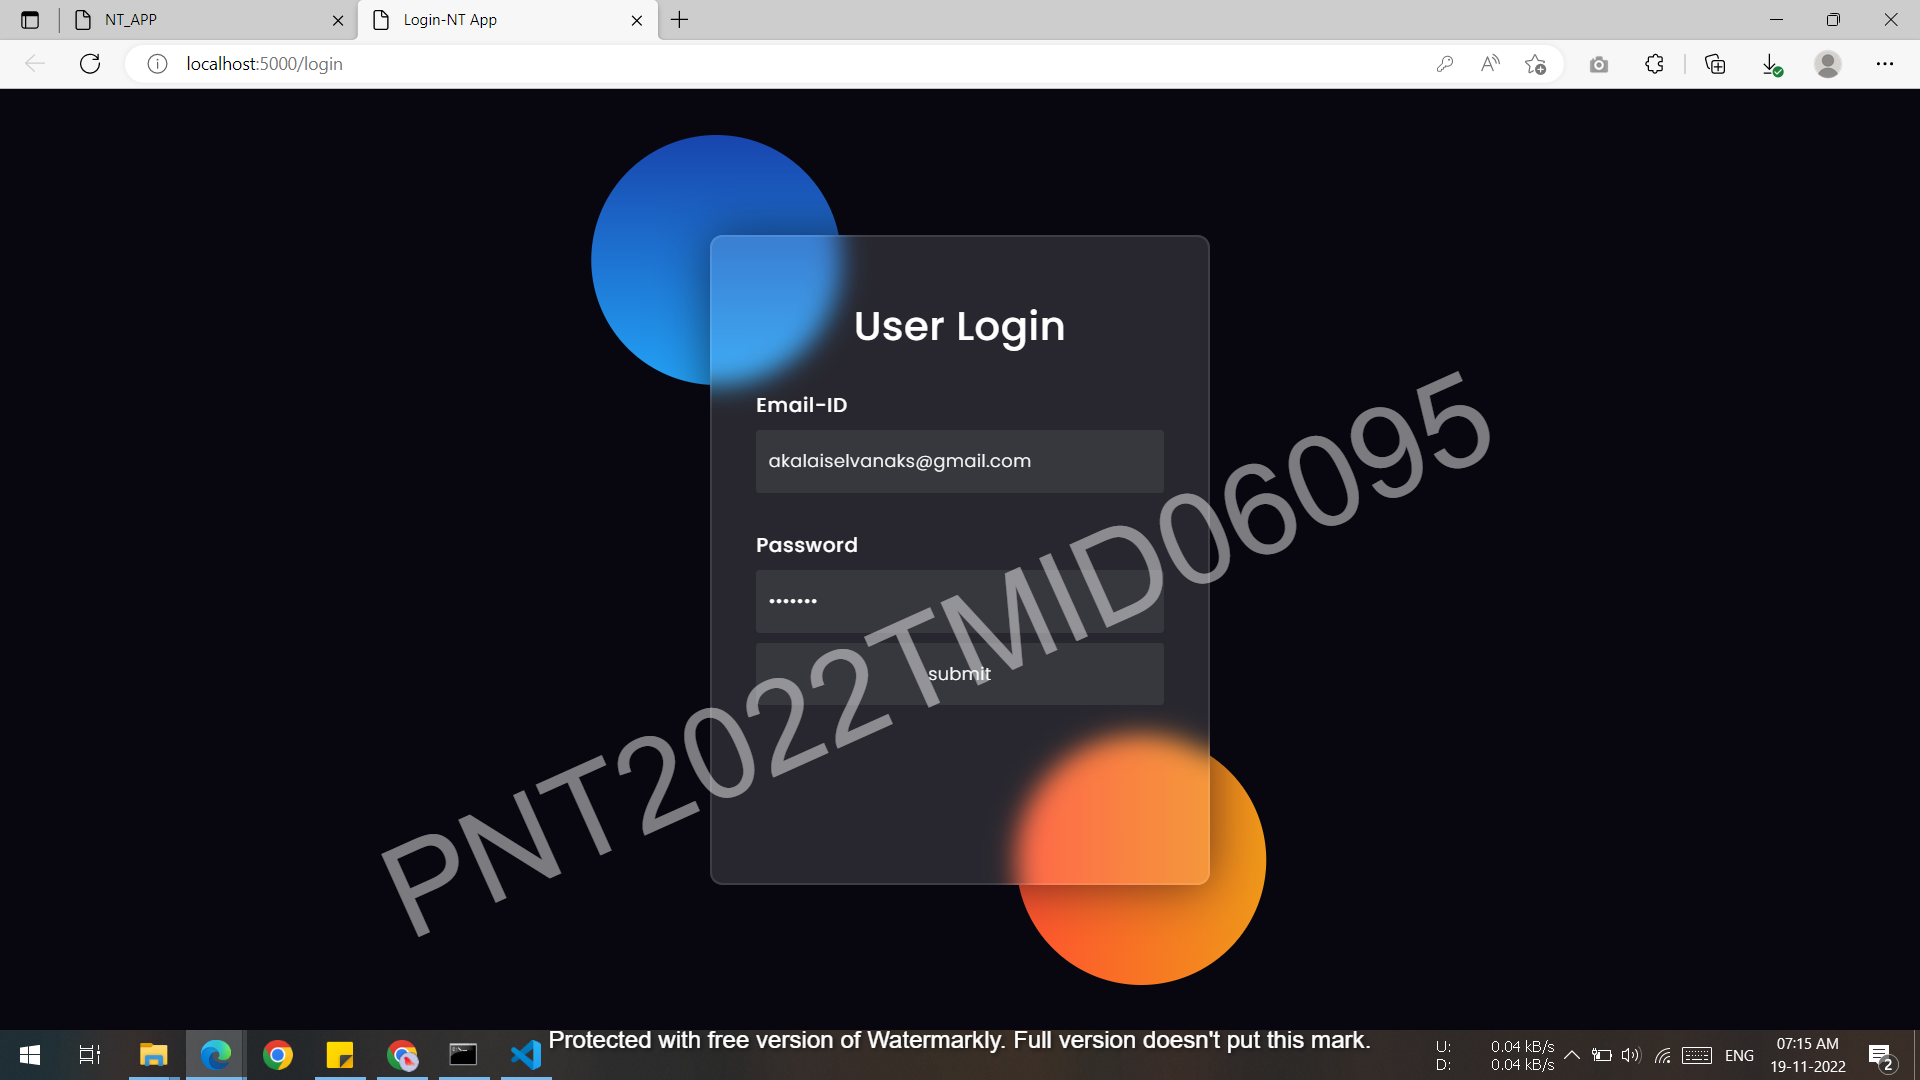 NT_APP
Login-NT App
localhost:5000/login
User Login
Email-ID
akalaiselvanaks@gmail.com
Password
•••••••
submit
PNT2022TMID06095
Protected with free version of Watermarkly. Full version doesn't put this mark.
U: 0.04 kB/s
D: 0.04 kB/s
ENG
07:15 AM
19-11-2022
2